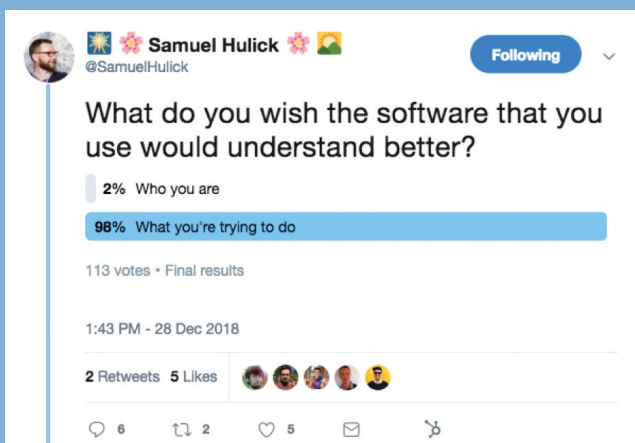 Samuel Hulick
@SamuelHulick
Following
What do you wish the software that you
use would understand better?
2% Who you are
98% What you're trying to do
113 votes • Final results
1:43 PM - 28 Dec 2018
2 Retweets 5 Likes
6 2 5